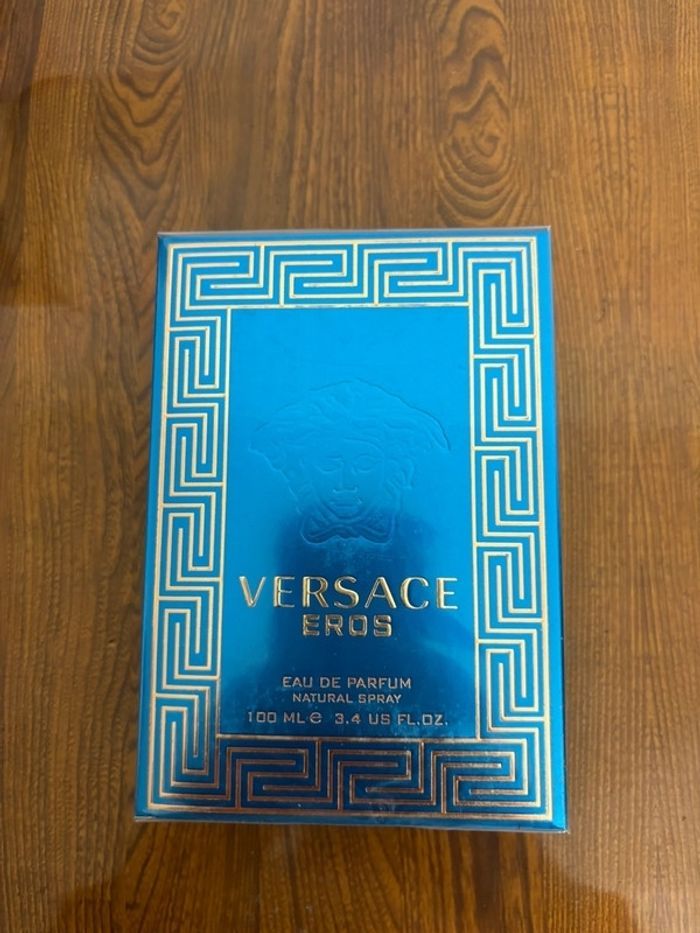 VERSACE
EROS
EAU DE PARFUM
NATURAL SPRAY
100 ML e 3.4 US FL.OZ.